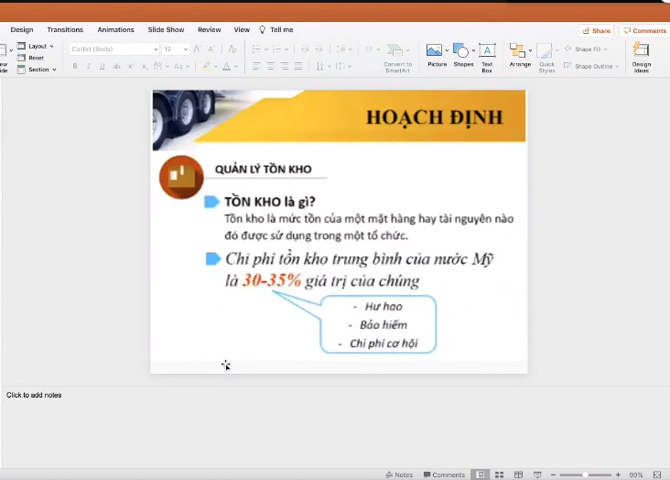 Design Transitions Animations Slide Show Review View Tell me Share Comments
Layout Calibri (Body) 12 Convert to SmartArt Picture Shapes Text Box Arrange Quick Styles Shape Fill Shape Outline Design Ideas
Reset
Section
HOẠCH ĐỊNH
QUẢN LÝ TỒN KHO
TỒN KHO là gì?
Tồn kho là mức tồn của một mặt hàng hay tài nguyên nào
đó được sử dụng trong một tổ chức.
Chi phí tồn kho trung bình của nước Mỹ
là 30-35% giá trị của chúng
- Hư hao
- Bảo hiểm
- Chi phí cơ hội
Click to add notes
Notes Comments 99%